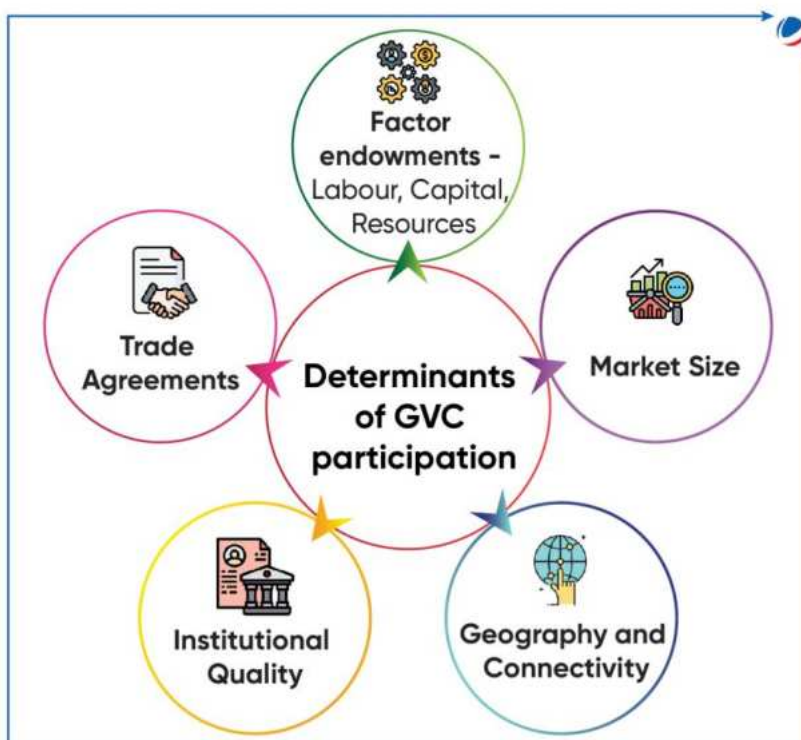 Factor
endowments -
Labour, Capital,
Resources
Trade
Agreements
Determinants
of GVC
participation
Market Size
Institutional
Quality
Geography and
Connectivity